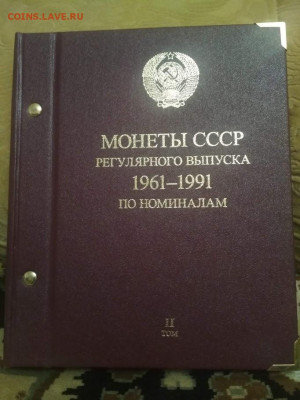 COINS.LAVE.RU
МОНЕТЫ СССР
РЕГУЛЯРНОГО ВЫПУСКА
1961–1991
ПО НОМИНАЛАМ
II
ТОМ